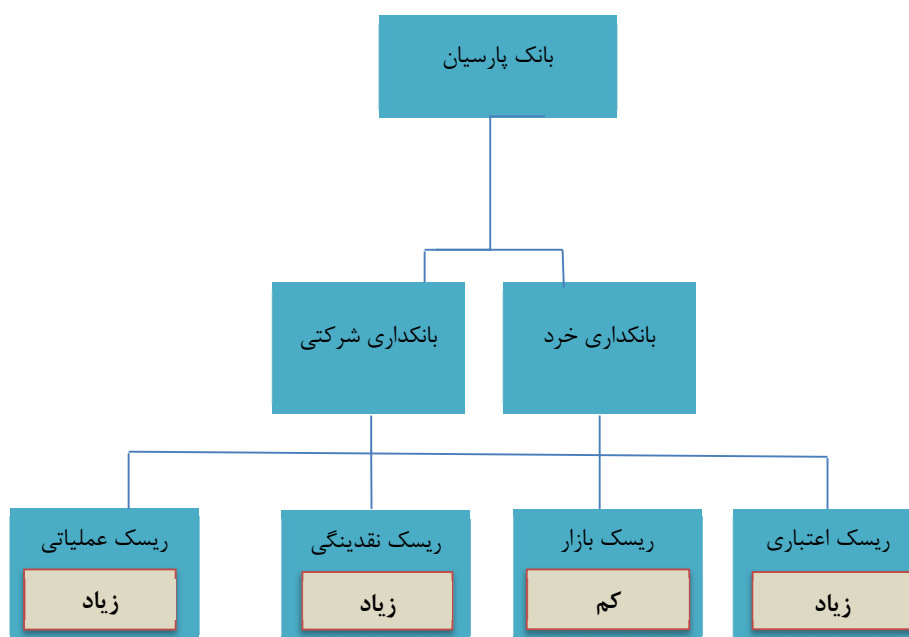 بانک پارسیان
بانکداری خرد
بانکداری شرکتی
ریسک اعتباری
زیاد
ریسک بازار
کم
ریسک نقدینگی
زیاد
ریسک عملیاتی
زیاد